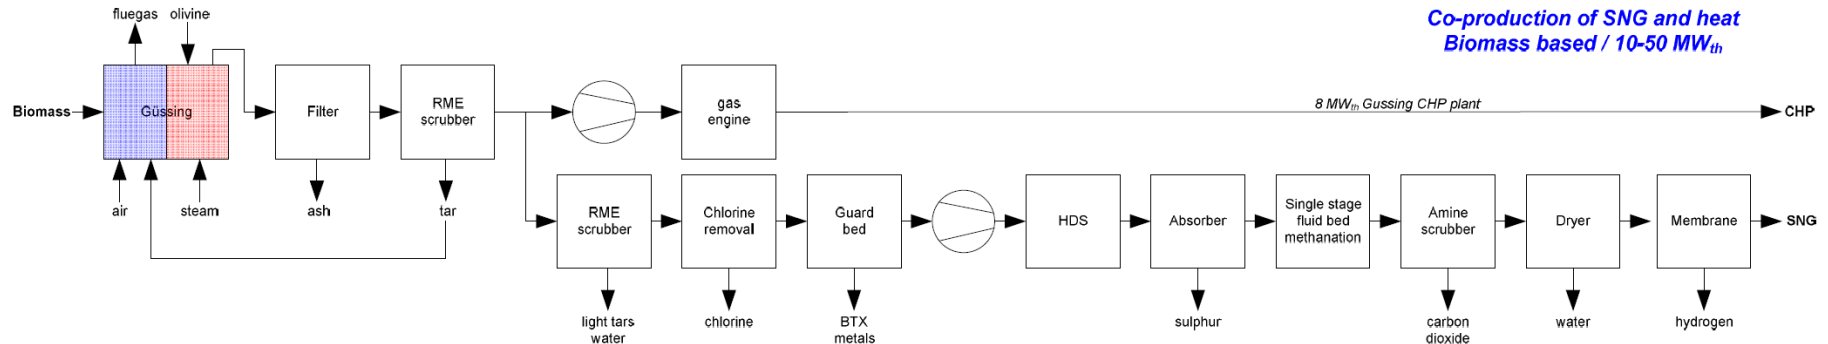 Co-production of SNG and heat
Biomass based / 10-50 MWth
fluegas
olivine
Biomass
Güssing
Filter
RME
scrubber
gas
engine
8 MWth Gussing CHP plant
CHP
air
steam
ash
tar
RME
scrubber
Chlorine
removal
Guard
bed
HDS
Absorber
Single stage
fluid bed
methanation
Amine
scrubber
Dryer
Membrane
SNG
light tars
water
chlorine
BTX
metals
sulphur
carbon
dioxide
water
hydrogen